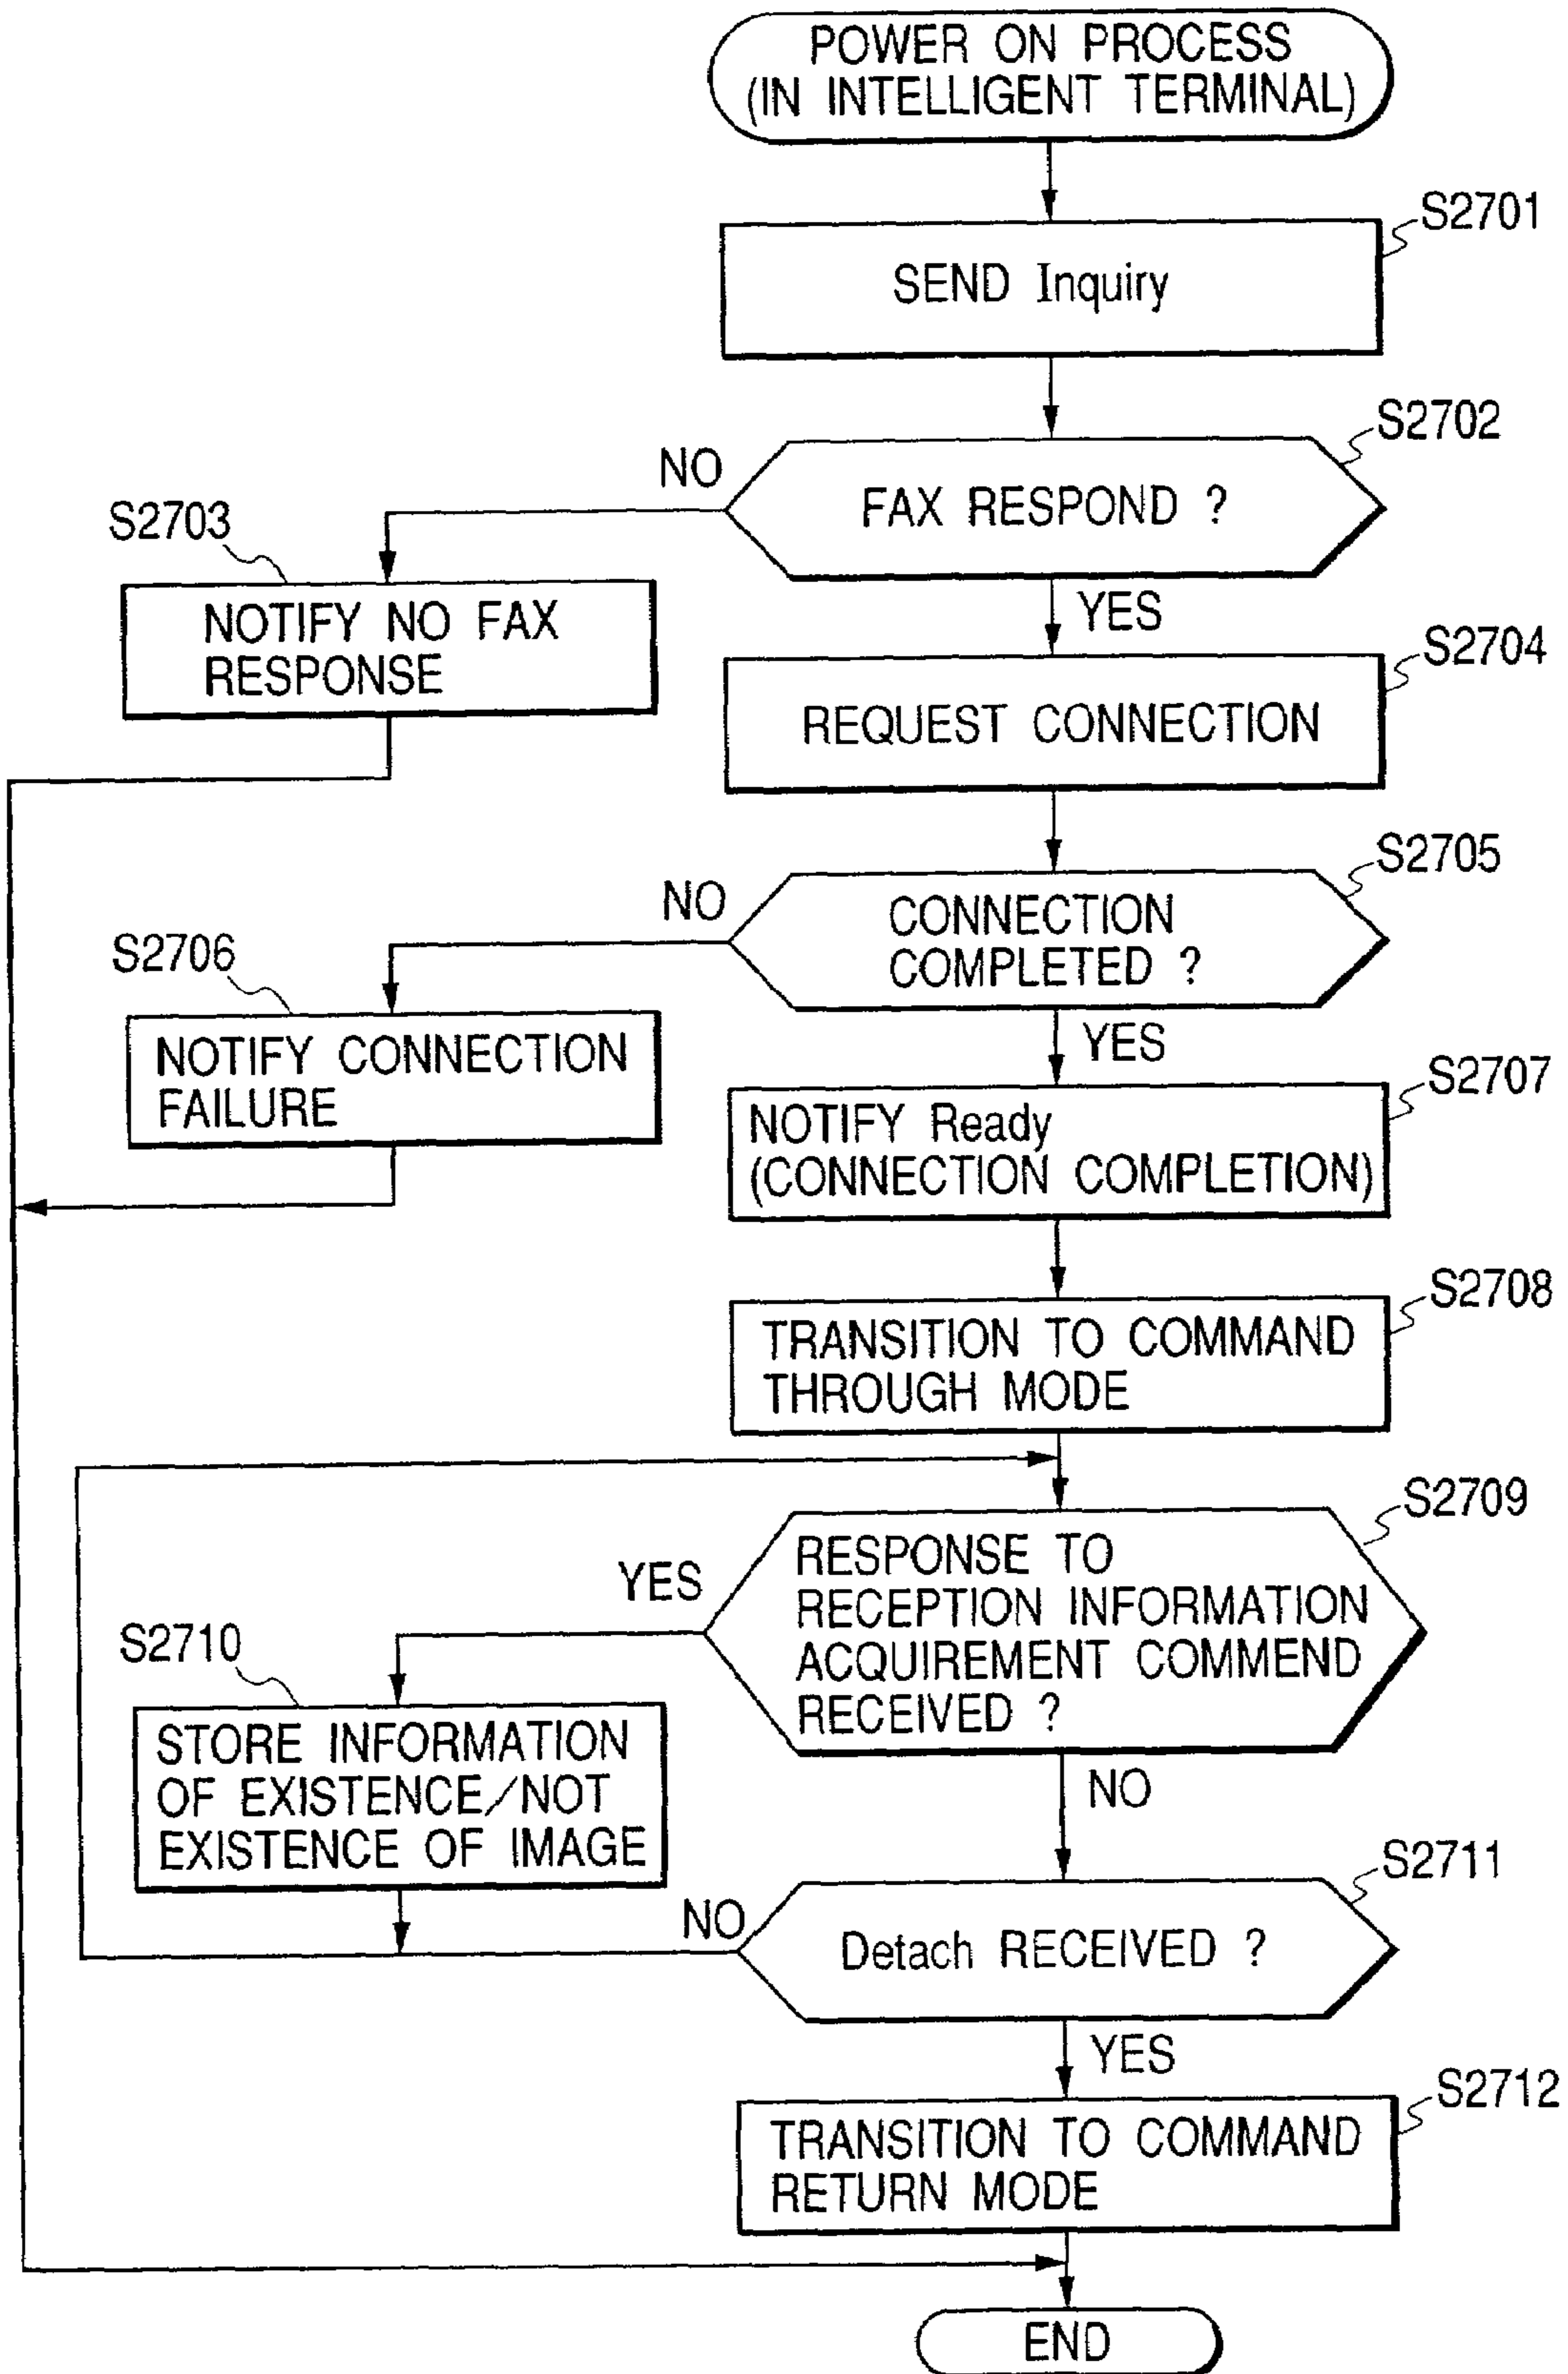 POWER ON PROCESS
(IN INTELLIGENT TERMINAL)
S2701
SEND Inquiry
S2702
NO
FAX RESPOND ?
S2703
YES
NOTIFY NO FAX
RESPONSE
S2704
REQUEST CONNECTION
S2705
NO
CONNECTION
COMPLETED ?
S2706
YES
NOTIFY CONNECTION
FAILURE
S2707
NOTIFY Ready
(CONNECTION COMPLETION)
S2708
TRANSITION TO COMMAND
THROUGH MODE
S2709
YES
RESPONSE TO
RECEPTION INFORMATION
ACQUIREMENT COMMEND
RECEIVED ?
S2710
STORE INFORMATION
OF EXISTENCE/NOT
EXISTENCE OF IMAGE
NO
S2711
NO
Detach RECEIVED ?
YES
S2712
TRANSITION TO COMMAND
RETURN MODE
END